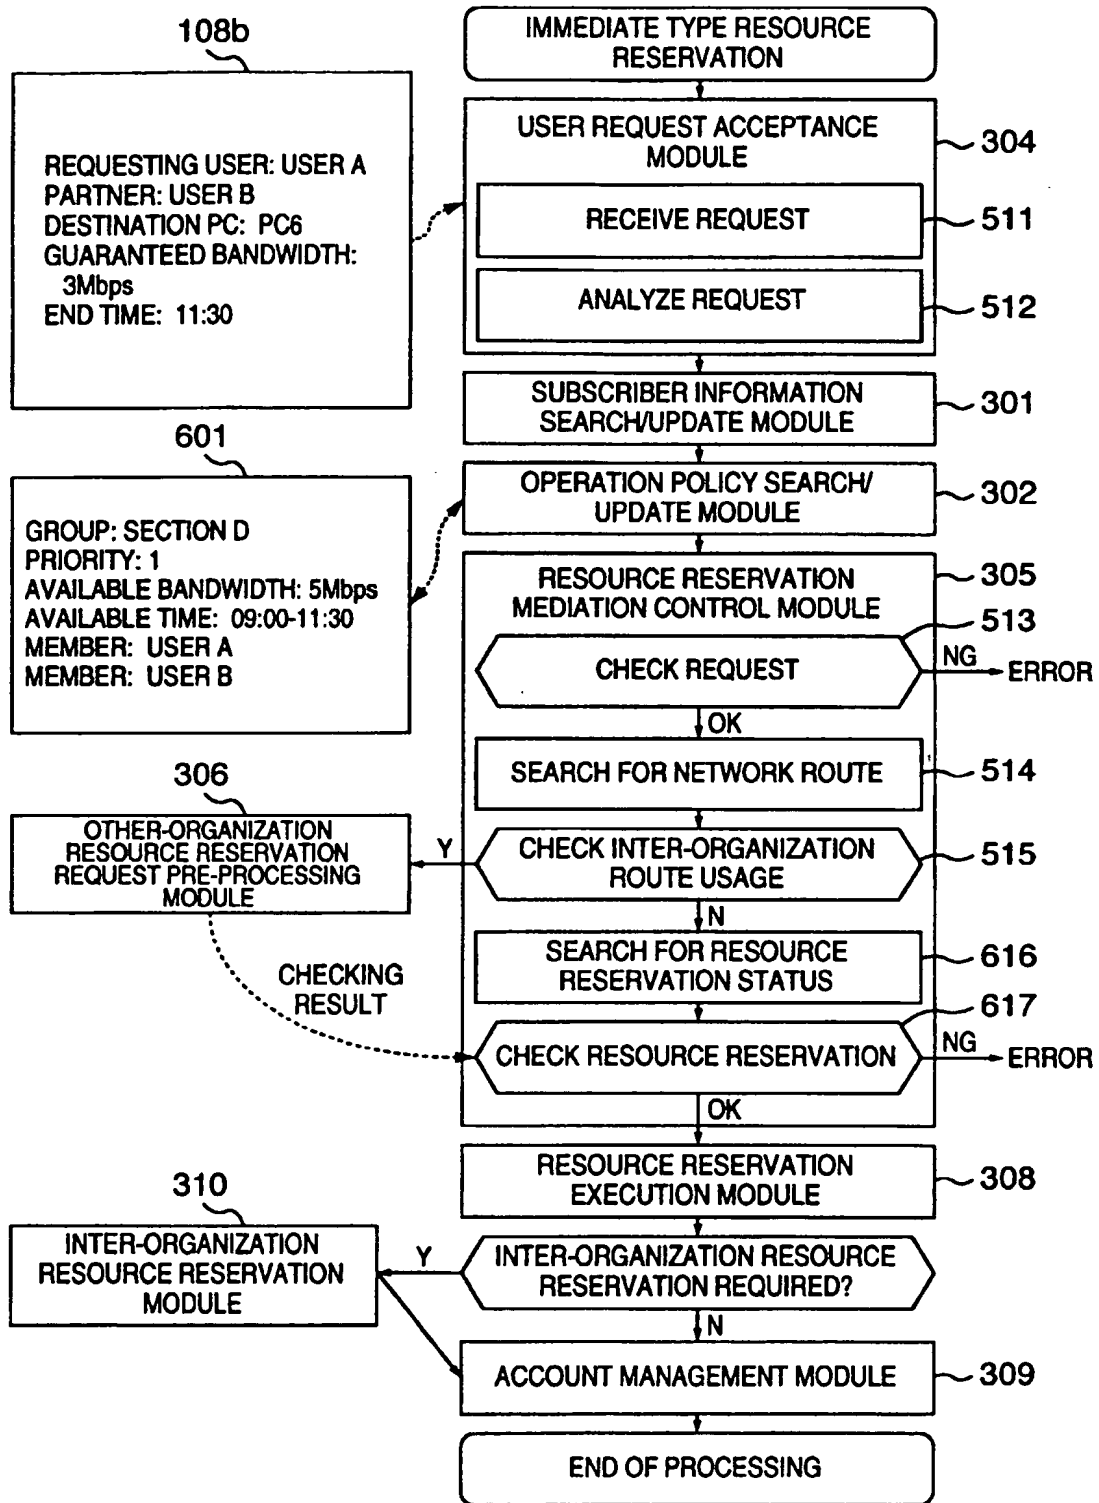 IMMEDIATE TYPE RESOURCE
RESERVATION
108b
REQUESTING USER: USER A
PARTNER: USER B
DESTINATION PC: PC6
GUARANTEED BANDWIDTH:
3Mbps
END TIME: 11:30
USER REQUEST ACCEPTANCE
MODULE
304
RECEIVE REQUEST
511
ANALYZE REQUEST
512
SUBSCRIBER INFORMATION
SEARCH/UPDATE MODULE
301
601
GROUP: SECTION D
PRIORITY: 1
AVAILABLE BANDWIDTH: 5Mbps
AVAILABLE TIME: 09:00-11:30
MEMBER: USER A
MEMBER: USER B
OPERATION POLICY SEARCH/
UPDATE MODULE
302
RESOURCE RESERVATION
MEDIATION CONTROL MODULE
305
513
CHECK REQUEST
NG
ERROR
OK
SEARCH FOR NETWORK ROUTE
514
306
OTHER-ORGANIZATION
RESOURCE RESERVATION
REQUEST PRE-PROCESSING
MODULE
Y
CHECK INTER-ORGANIZATION
ROUTE USAGE
515
N
SEARCH FOR RESOURCE
RESERVATION STATUS
616
CHECKING
RESULT
617
CHECK RESOURCE RESERVATION
NG
ERROR
OK
RESOURCE RESERVATION
EXECUTION MODULE
308
310
INTER-ORGANIZATION
RESOURCE RESERVATION
MODULE
Y
INTER-ORGANIZATION RESOURCE
RESERVATION REQUIRED?
N
ACCOUNT MANAGEMENT MODULE
309
END OF PROCESSING